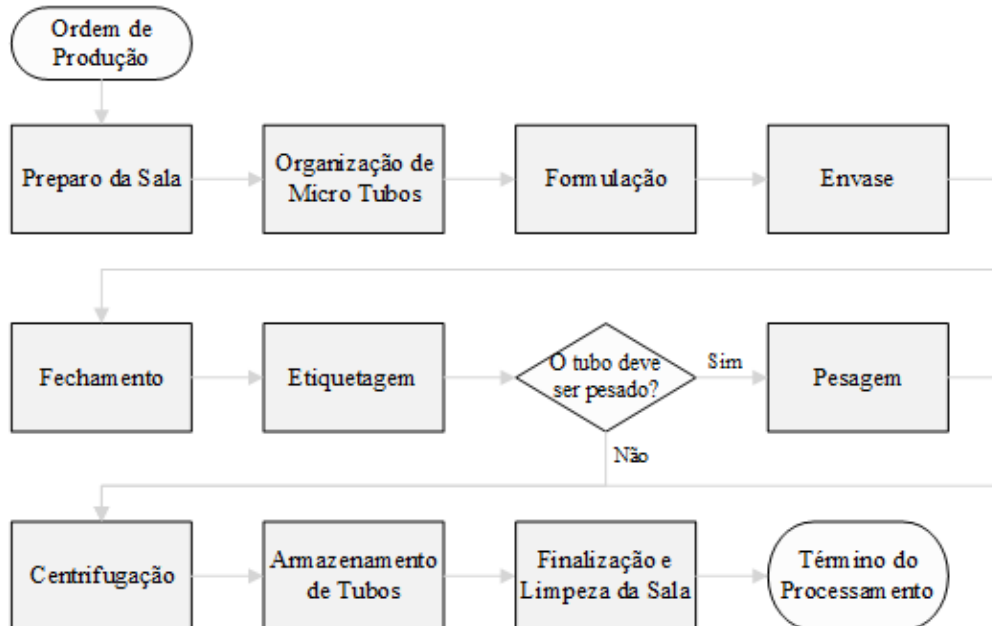 Ordem de
Produção
Preparo da Sala
Organização de
Micro Tubos
Formulação
Envase
Fechamento
Etiquetagem
O tubo deve
ser pesado?
Sim
Pesagem
Não
Centrifugação
Armazenamento
de Tubos
Finalização e
Limpeza da Sala
Término do
Processamento